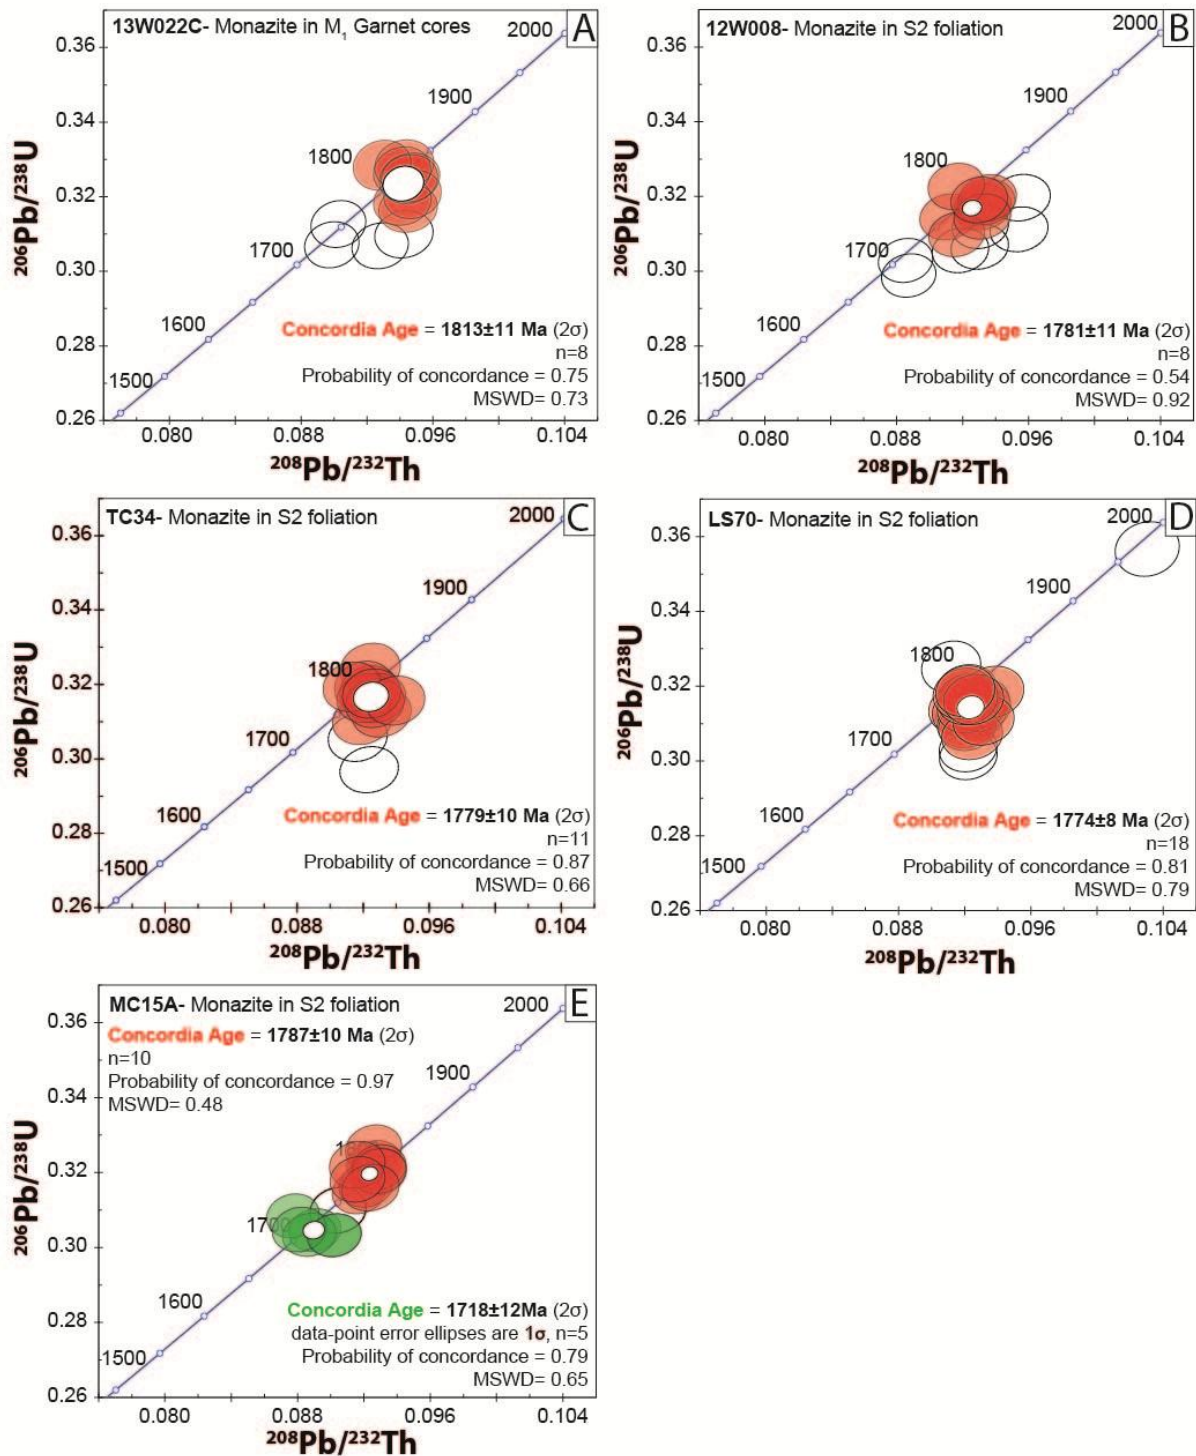 13W022C- Monazite in M1 Garnet cores
A
0.36
0.34
0.32
0.30
0.28
0.26
206Pb/238U
2000
1900
1800
1700
1600
1500
Concordia Age = 1813±11 Ma (2σ)
n=8
Probability of concordance = 0.75
MSWD= 0.73
0.080 0.088 0.096 0.104
208Pb/232Th
12W008- Monazite in S2 foliation
B
0.36
0.34
0.32
0.30
0.28
0.26
206Pb/238U
2000
1900
1800
1700
1600
1500
Concordia Age = 1781±11 Ma (2σ)
n=8
Probability of concordance = 0.54
MSWD= 0.92
0.080 0.088 0.096 0.104
208Pb/232Th
TC34- Monazite in S2 foliation
C
0.36
0.34
0.32
0.30
0.28
0.26
206Pb/238U
2000
1900
1800
1700
1600
1500
Concordia Age = 1779±10 Ma (2σ)
n=11
Probability of concordance = 0.87
MSWD= 0.66
0.080 0.088 0.096 0.104
208Pb/232Th
LS70- Monazite in S2 foliation
D
0.36
0.34
0.32
0.30
0.28
0.26
206Pb/238U
2000
1900
1800
1700
1600
1500
Concordia Age = 1774±8 Ma (2σ)
n=18
Probability of concordance = 0.81
MSWD= 0.79
0.080 0.088 0.096 0.104
208Pb/232Th
MC15A- Monazite in S2 foliation
E
Concordia Age = 1787±10 Ma (2σ)
n=10
Probability of concordance = 0.97
MSWD= 0.48
0.36
0.34
0.32
0.30
0.28
0.26
206Pb/238U
2000
1900
1700
1600
1500
Concordia Age = 1718±12Ma (2σ)
data-point error ellipses are 1σ, n=5
Probability of concordance = 0.79
MSWD= 0.65
0.080 0.088 0.096 0.104
208Pb/232Th